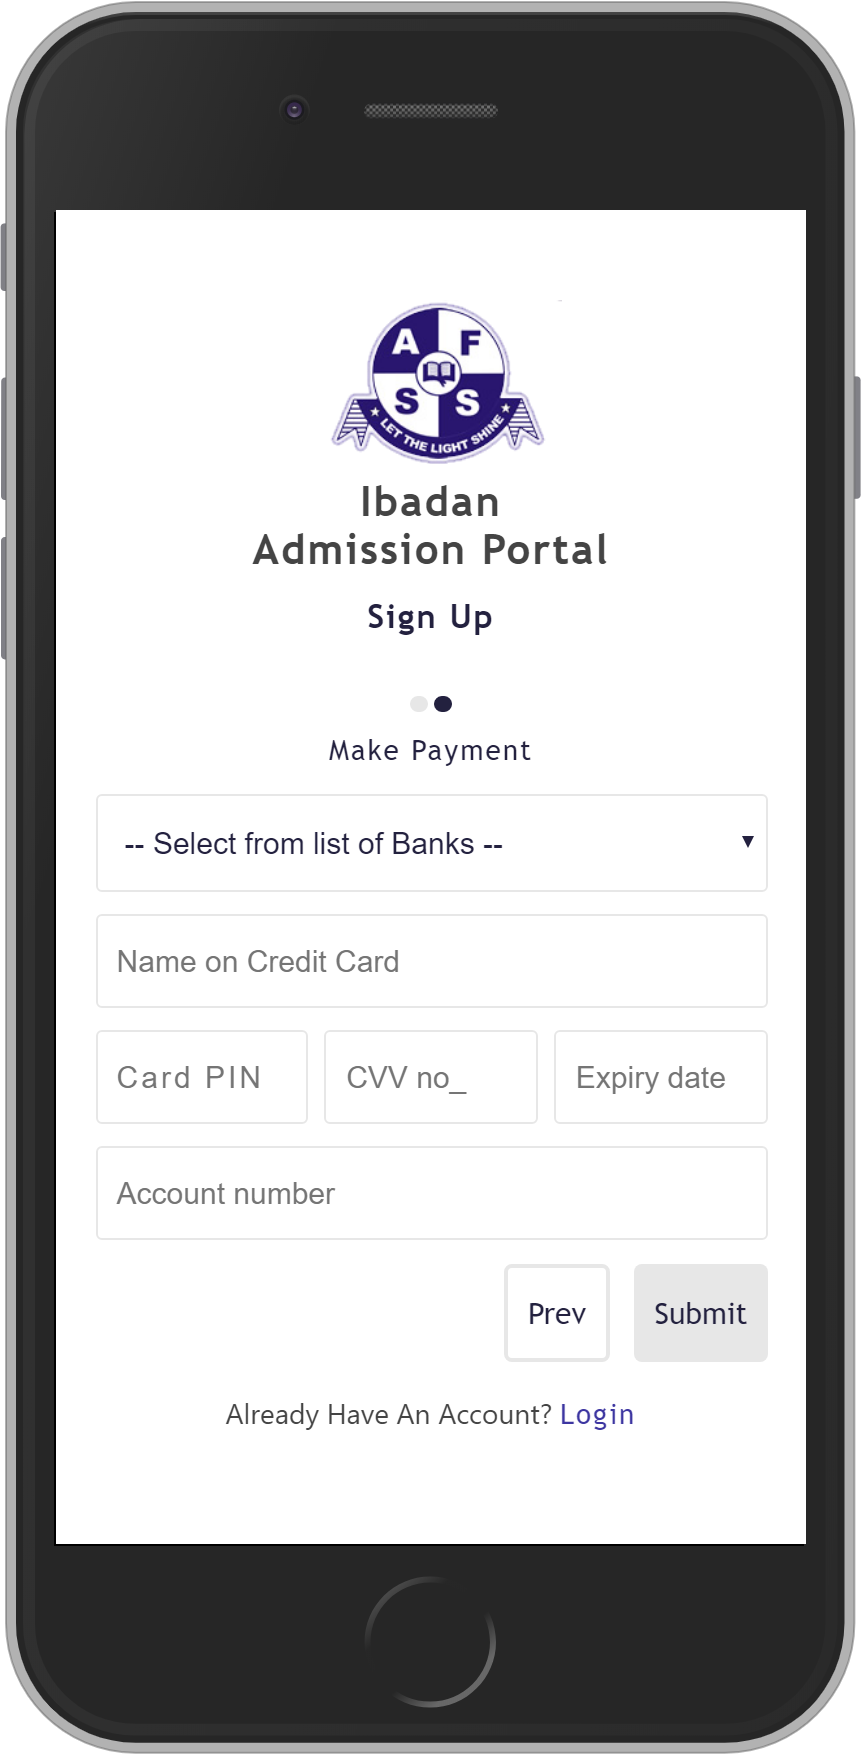 A F
S S
LET THE LIGHT SHINE
Ibadan
Admission Portal
Sign Up
Make Payment
-- Select from list of Banks --
Name on Credit Card
Card PIN CVV no_ Expiry date
Account number
Prev Submit
Already Have An Account? Login